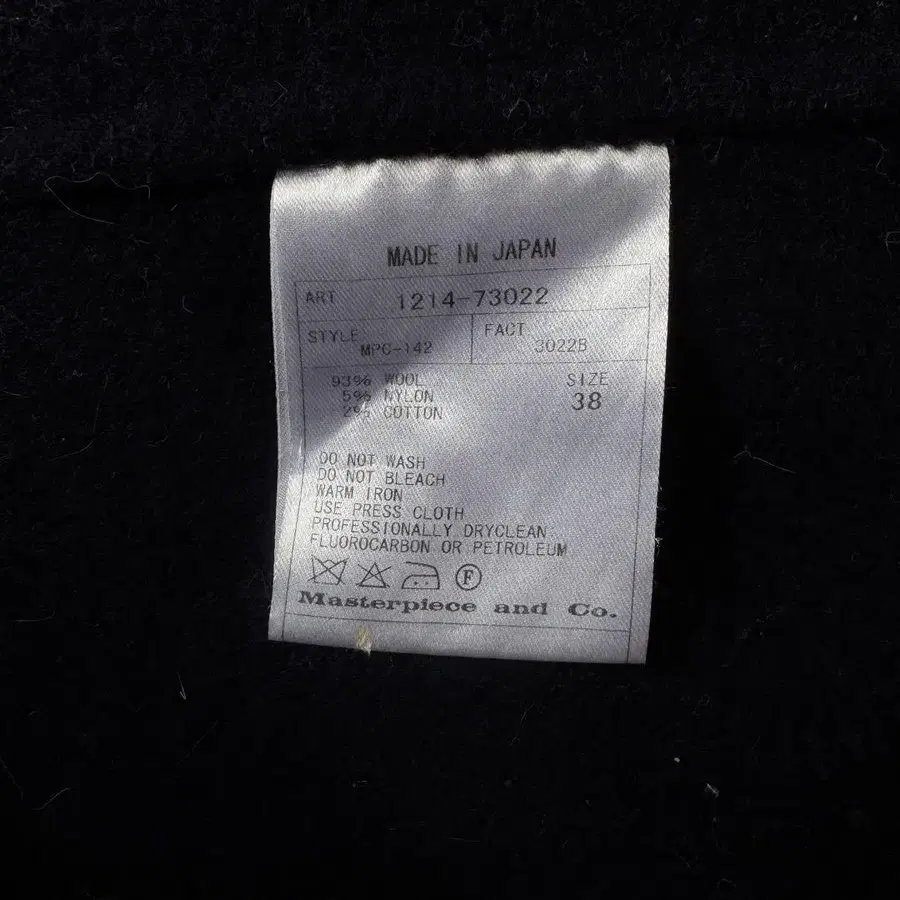 MADE IN JAPAN
ART 1214-73022
STYLE MPC-142 FACT 3022B
93% WOOL SIZE
5% NYLON 38
2% COTTON
DO NOT WASH
DO NOT BLEACH
WARM IRON
USE PRESS CLOTH
PROFESSIONALLY DRYCLEAN
FLUOROCARBON OR PETROLEUM
F
Masterpiece and Co.